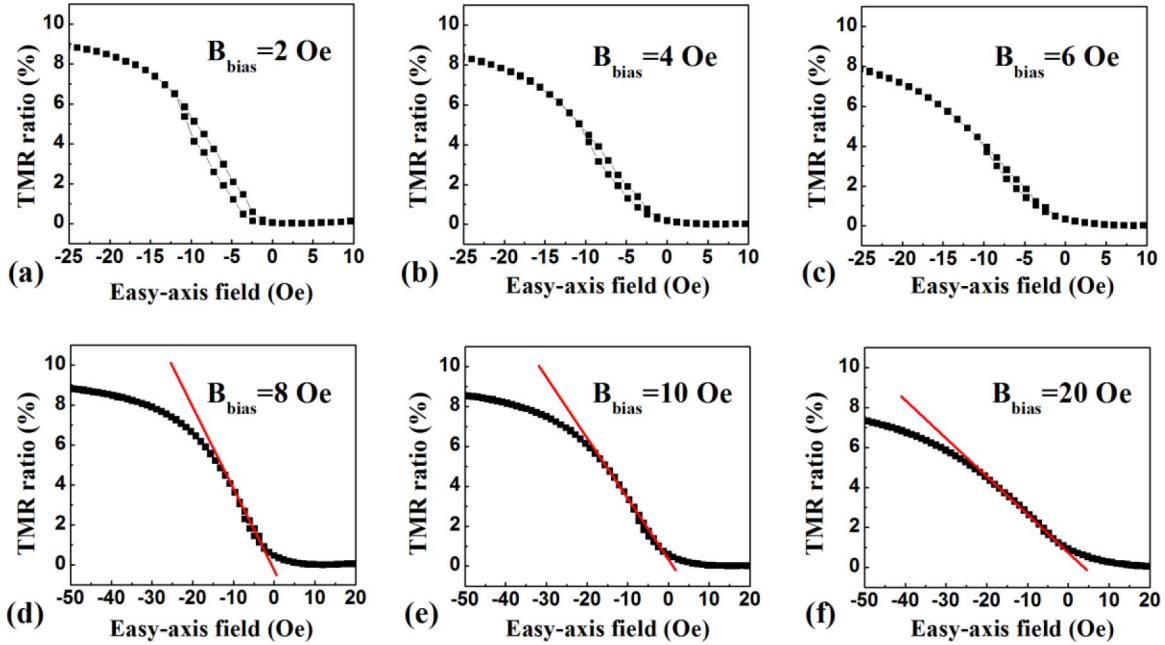 10
8
6
4
2
0
TMR ratio (%)
B_bias=2 Oe
-25 -20 -15 -10 -5 0 5 10
(a)
Easy-axis field (Oe)
10
8
6
4
2
0
TMR ratio (%)
B_bias=4 Oe
-25 -20 -15 -10 -5 0 5 10
(b)
Easy-axis field (Oe)
10
8
6
4
2
0
TMR ratio (%)
B_bias=6 Oe
-25 -20 -15 -10 -5 0 5 10
(c)
Easy-axis field (Oe)
10
8
6
4
2
0
TMR ratio (%)
B_bias=8 Oe
-50 -40 -30 -20 -10 0 10 20
(d)
Easy-axis field (Oe)
10
8
6
4
2
0
TMR ratio (%)
B_bias=10 Oe
-50 -40 -30 -20 -10 0 10 20
(e)
Easy-axis field (Oe)
10
8
6
4
2
0
TMR ratio (%)
B_bias=20 Oe
-50 -40 -30 -20 -10 0 10 20
(f)
Easy-axis field (Oe)